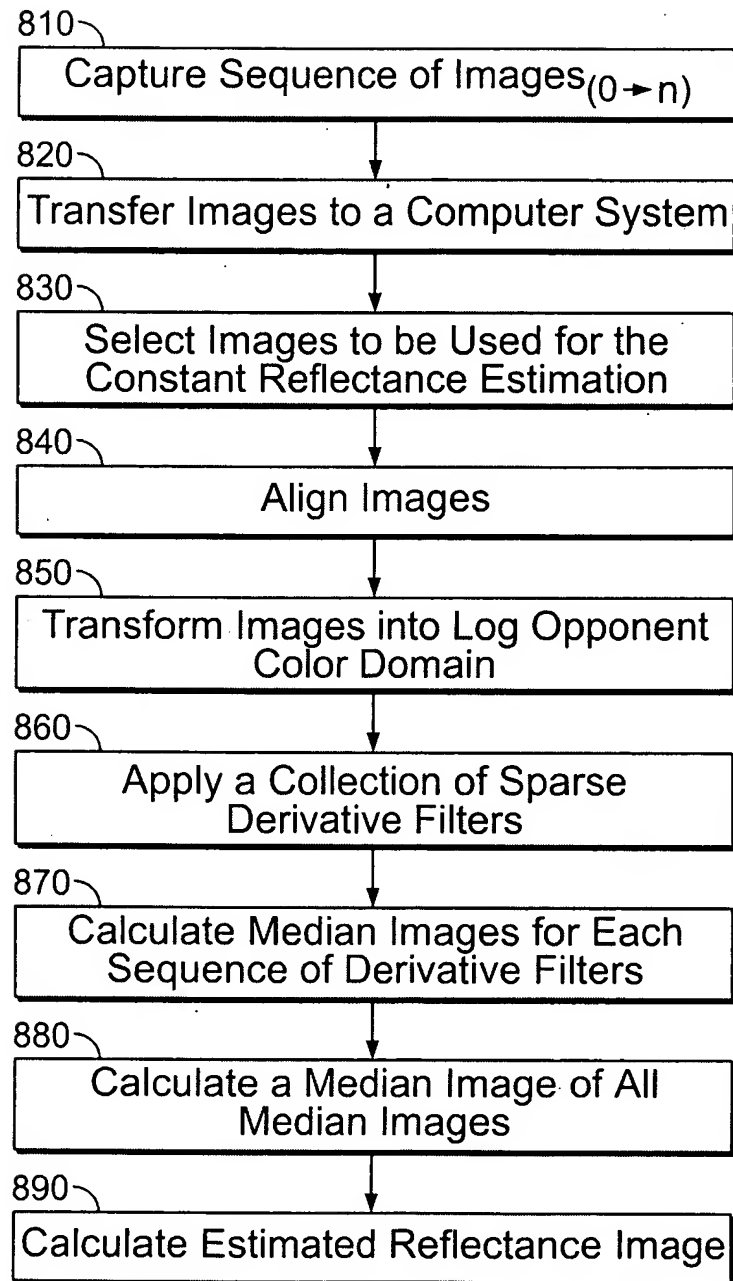 810
Capture Sequence of Images(0→n)
820
Transfer Images to a Computer System
830
Select Images to be Used for the
Constant Reflectance Estimation
840
Align Images
850
Transform Images into Log Opponent
Color Domain
860
Apply a Collection of Sparse
Derivative Filters
870
Calculate Median Images for Each
Sequence of Derivative Filters
880
Calculate a Median Image of All
Median Images
890
Calculate Estimated Reflectance Image